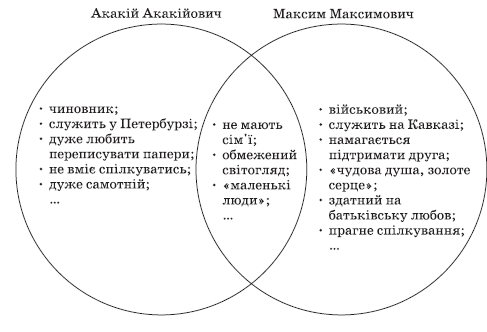 Акакій Акакійович
Максим Максимович
· чиновник;
· служить у Петербурзі;
· дуже любить
переписувати папери;
· не вміє спілкуватись;
· дуже самотній;
...
· не мають
сім'ї;
· обмежений
світогляд;
· «маленькі
люди»;
...
· військовий;
· служить на Кавказі;
· намагається
підтримати друга;
· «чудова душа, золоте
серце»;
· здатний на
батьківську любов;
· прагне спілкування;
...